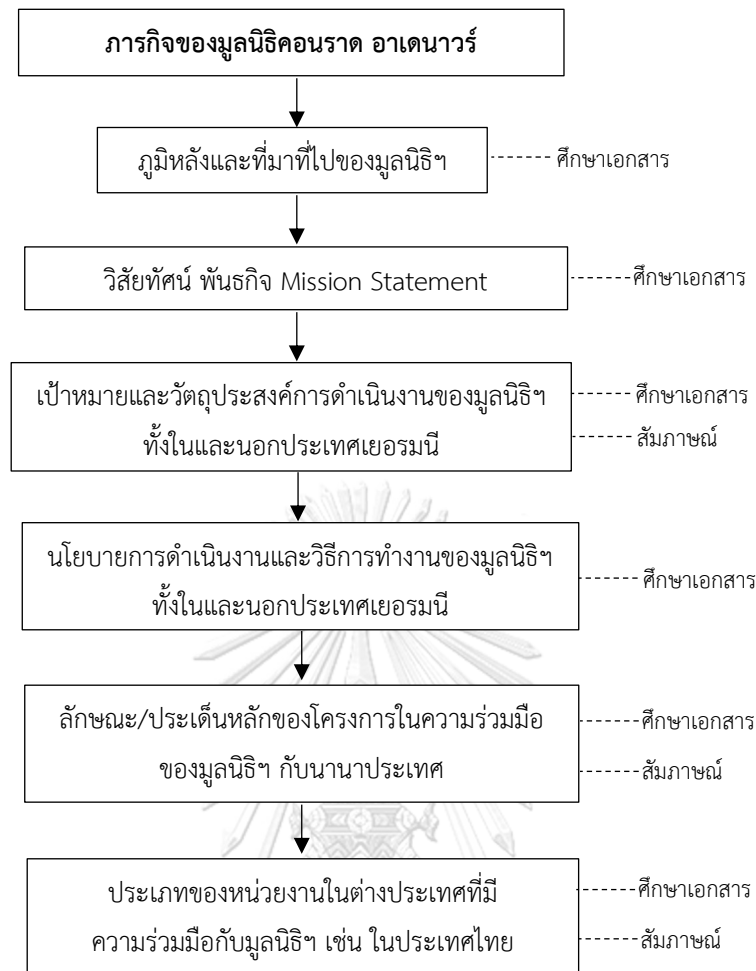 ภารกิจของมูลนิธิคอนราด อาเดนาวร์
ภูมิหลังและที่มาที่ไปของมูลนิธิฯ
ศึกษาเอกสาร
วิสัยทัศน์ พันธกิจ Mission Statement
ศึกษาเอกสาร
เป้าหมายและวัตถุประสงค์การดำเนินงานของมูลนิธิฯ
ทั้งในและนอกประเทศเยอรมนี
ศึกษาเอกสาร
สัมภาษณ์
นโยบายการดำเนินงานและวิธีการทำงานของมูลนิธิฯ
ทั้งในและนอกประเทศเยอรมนี
ศึกษาเอกสาร
ลักษณะ/ประเด็นหลักของโครงการในความร่วมมือ
ของมูลนิธิฯ กับนานาประเทศ
ศึกษาเอกสาร
สัมภาษณ์
ประเภทของหน่วยงานในต่างประเทศที่มี
ความร่วมมือกับมูลนิธิฯ เช่น ในประเทศไทย
ศึกษาเอกสาร
สัมภาษณ์